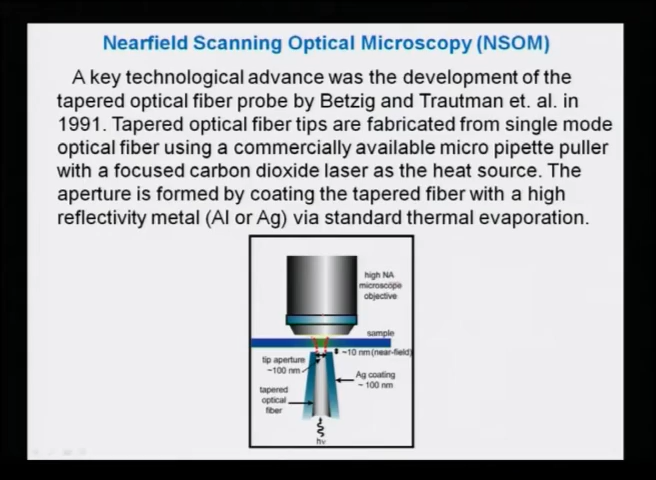 Nearfield Scanning Optical Microscopy (NSOM)
A key technological advance was the development of the
tapered optical fiber probe by Betzig and Trautman et. al. in
1991. Tapered optical fiber tips are fabricated from single mode
optical fiber using a commercially available micro pipette puller
with a focused carbon dioxide laser as the heat source. The
aperture is formed by coating the tapered fiber with a high
reflectivity metal (Al or Ag) via standard thermal evaporation.
high NA
microscope
objective
sample
~10 nm (near-field)
tip aperture
~100 nm
Ag coating
~ 100 nm
tapered
optical
fiber
hν